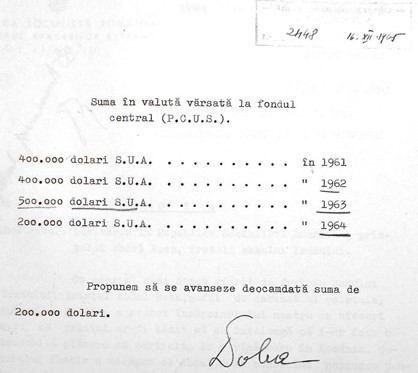 2448 16. VII 1965
Suma în valută vărsată la fondul
central (P.C.U.S.).
400.000 dolari S.U.A. . . . . . . . . . . în 1961
400.000 dolari S.U.A. . . . . . . . . . . " 1962
500.000 dolari S.U.A. . . . . . . . . . . " 1963
200.000 dolari S.U.A. . . . . . . . . . . " 1964
Propunem să se avanseze deocamdată suma de
200.000 dolari.